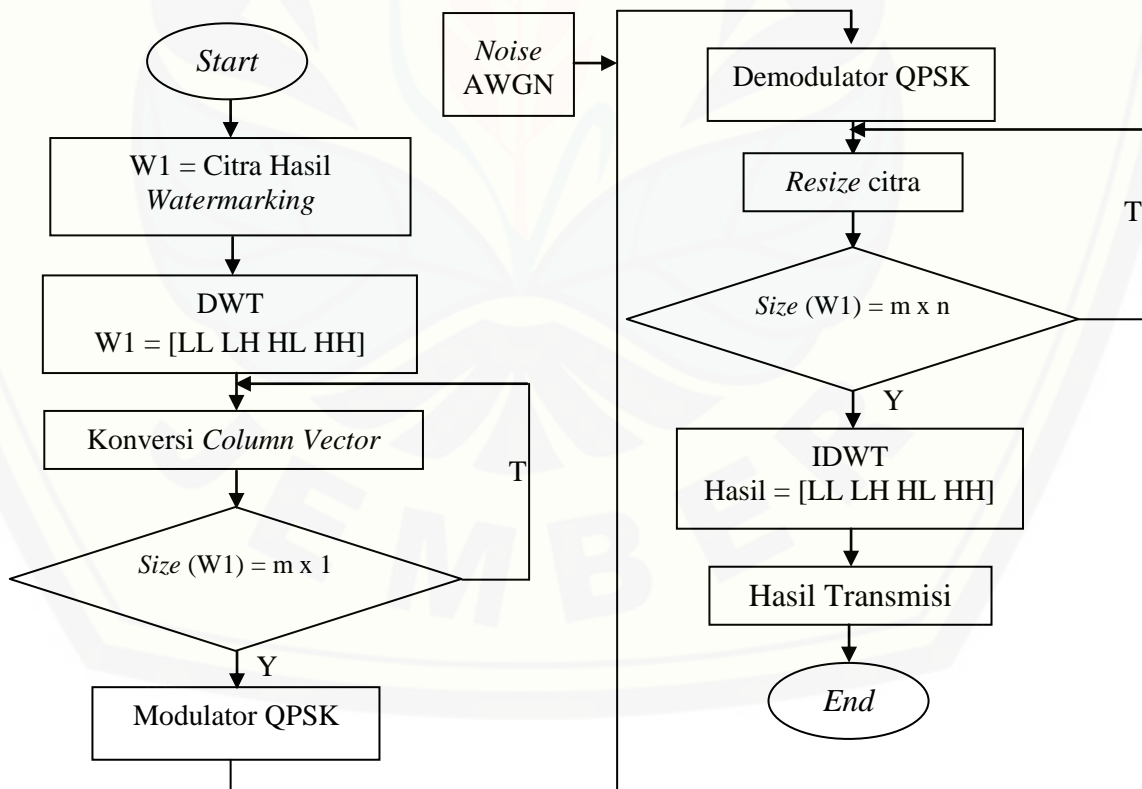 Start
W1 = Citra Hasil
Watermarking
DWT
W1 = [LL LH HL HH]
Konversi Column Vector
T
Size (W1) = m x 1
Y
Modulator QPSK
Noise
AWGN
Demodulator QPSK
Resize citra
T
Size (W1) = m x n
Y
IDWT
Hasil = [LL LH HL HH]
Hasil Transmisi
End
JEMBER